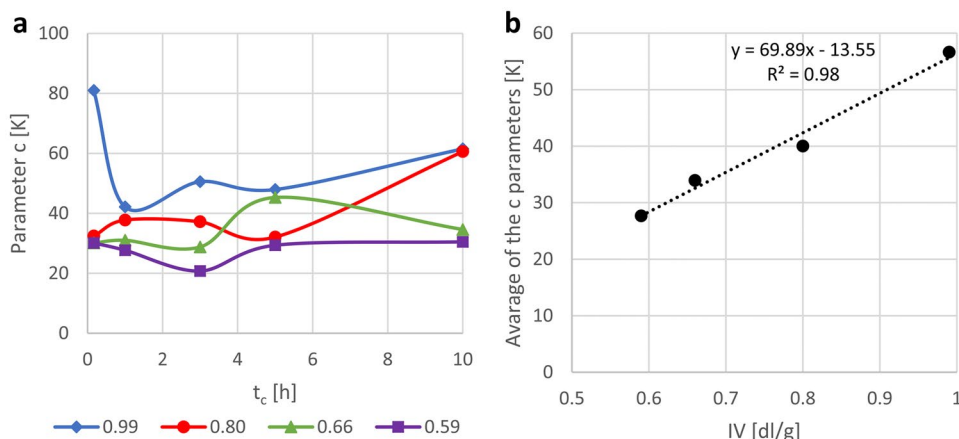 a
Parameter c [K]
100
80
60
40
20
0
0 2 4 6 8 10
t_c [h]
0.99 0.80 0.66 0.59
b
Avarage of the c parameters [K]
60
50
40
30
20
10
0
y = 69.89x - 13.55
R² = 0.98
0.5 0.6 0.7 0.8 0.9 1
IV [dl/g]